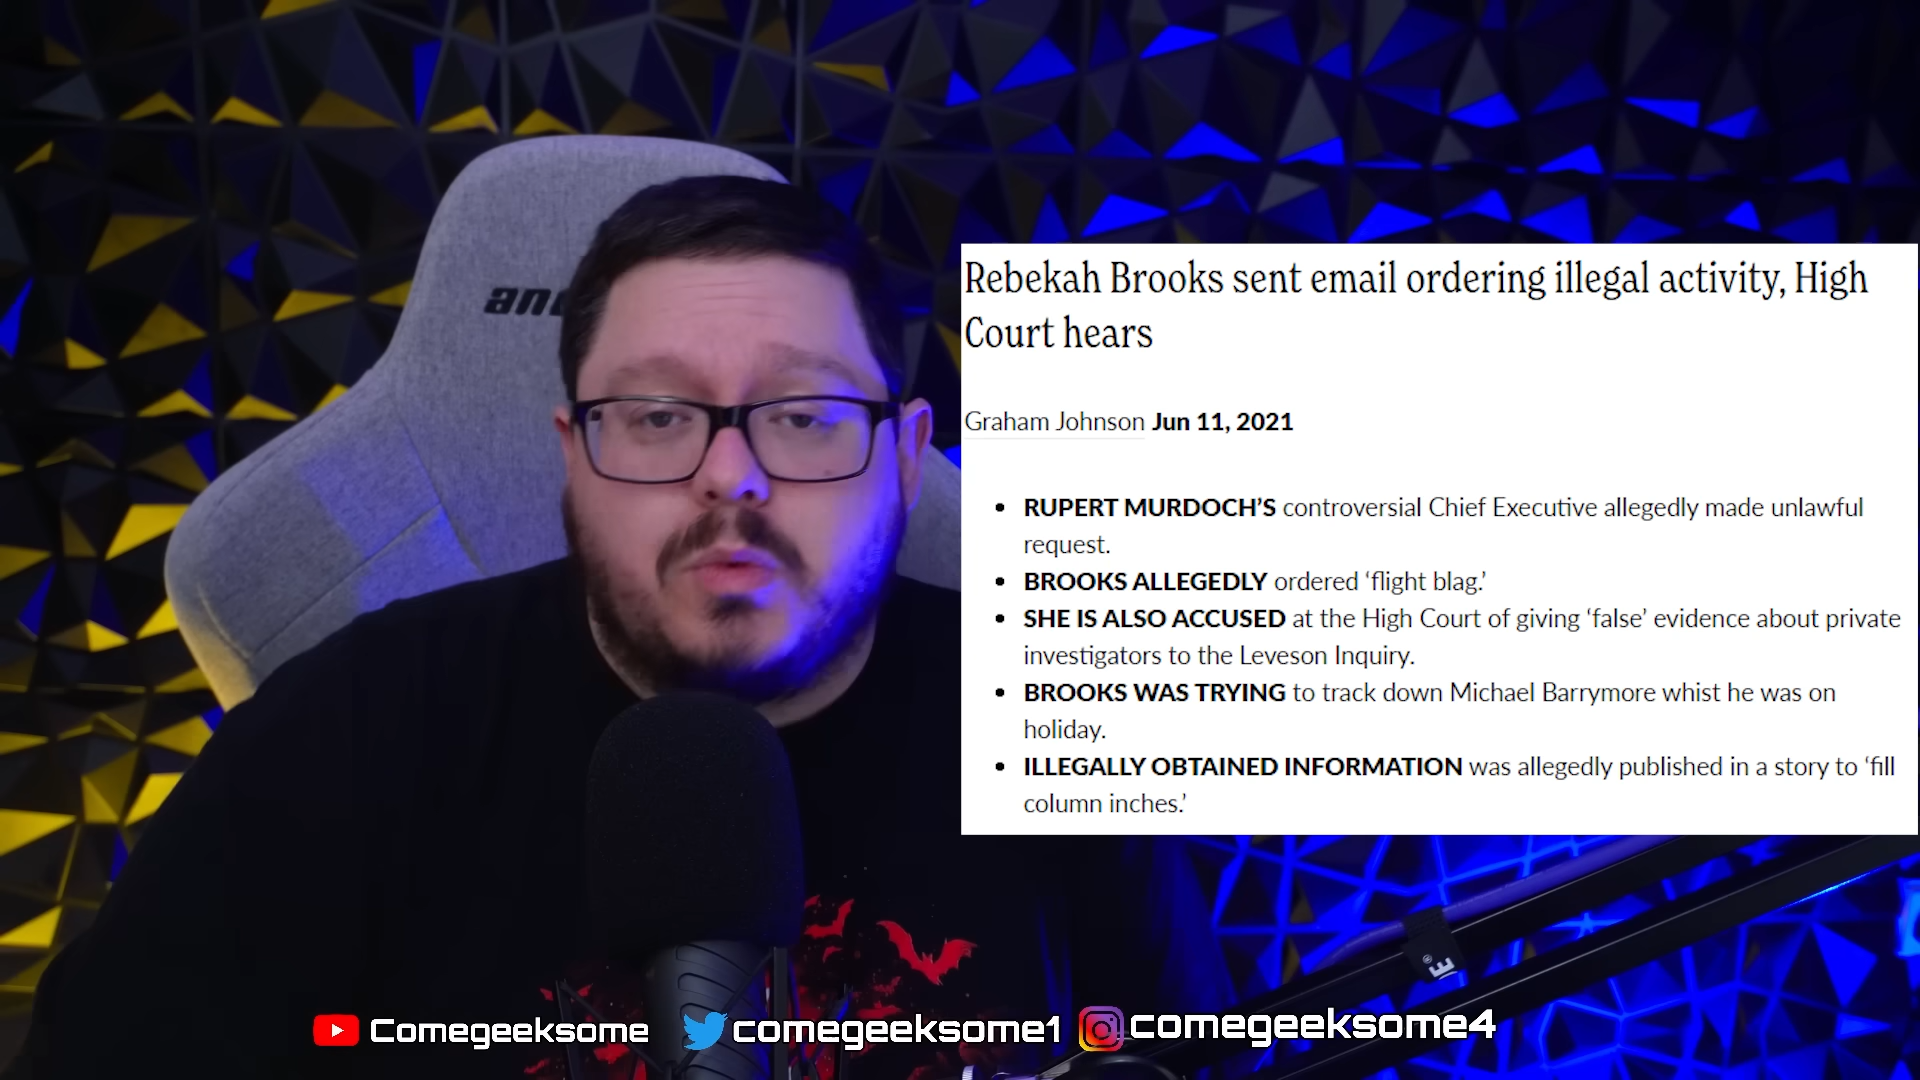 an
Rebekah Brooks sent email ordering illegal activity, High
Court hears
Graham Johnson Jun 11, 2021
• RUPERT MURDOCH’S controversial Chief Executive allegedly made unlawful
request.
• BROOKS ALLEGEDLY ordered ‘flight blag.’
• SHE IS ALSO ACCUSED at the High Court of giving ‘false’ evidence about private
investigators to the Leveson Inquiry.
• BROOKS WAS TRYING to track down Michael Barrymore whist he was on
holiday.
• ILLEGALLY OBTAINED INFORMATION was allegedly published in a story to ‘fill
column inches.’
Comegeeksome comegeeksome1 comegeeksome4